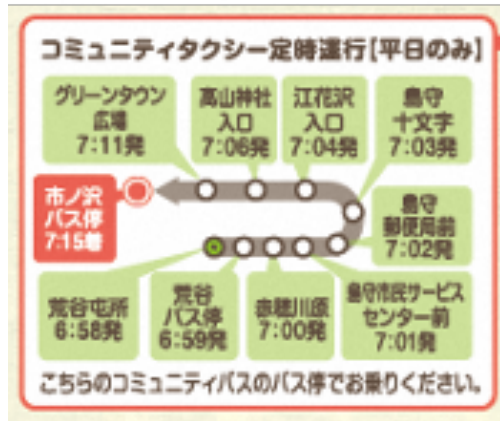 コミュニティタクシー定時運行[平日のみ]
グリーンタウン
広場
7:11発
高山神社
入口
7:06発
江花沢
入口
7:04発
島守
十文字
7:03発
市ノ沢
バス停
7:15着
島守
郵便局前
7:02発
荒谷屯所
6:58発
荒谷
バス停
6:59発
赤穂川原
7:00発
島守市民サービス
センター前
7:01発
こちらのコミュニティバスのバス停でお乗りください。